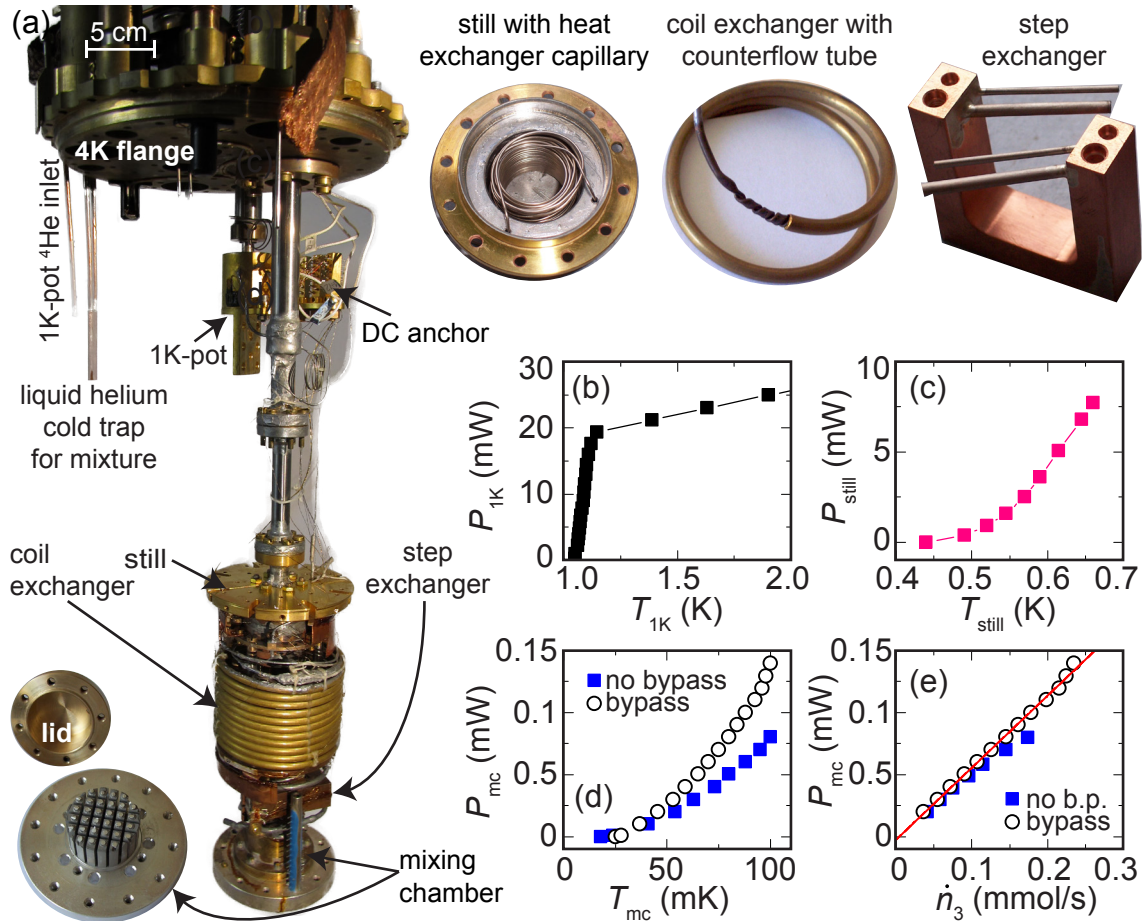 (a)
5 cm
4K flange
1K-pot ⁴He inlet
1K-pot
DC anchor
liquid helium
cold trap
for mixture
coil
exchanger
still
step
exchanger
lid
mixing
chamber
still with heat
exchanger capillary
coil exchanger with
counterflow tube
step
exchanger
(b)
P1K (mW)
30
20
10
0
1.0
1.5
2.0
T1K (K)
(c)
Pstill (mW)
10
5
0
0.4
0.5
0.6
0.7
Tstill (K)
(d)
no bypass
bypass
Pmc (mW)
0.15
0.1
0.5
0
0
50
100
Tmc (mK)
(e)
no b.p.
bypass
Pmc (mW)
0.15
0.1
0.5
0
0
0.1
0.2
0.3
ṅ3 (mmol/s)